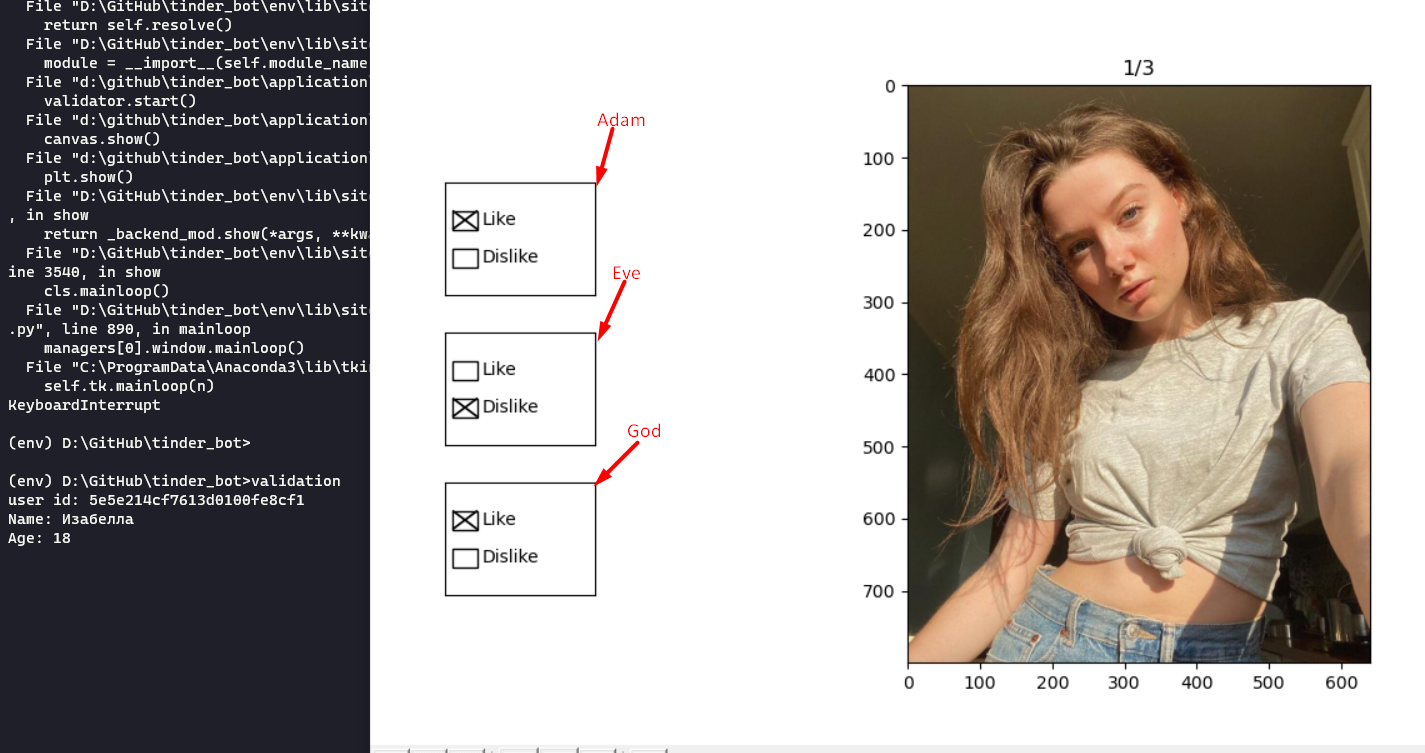 File "D:\GitHub\tinder_bot\env\lib\sit
return self.resolve()
File "D:\GitHub\tinder_bot\env\lib\sit
module = __import__(self.module_name
File "d:\github\tinder_bot\application
validator.start()
File "d:\github\tinder_bot\application
canvas.show()
File "d:\github\tinder_bot\application
plt.show()
File "D:\GitHub\tinder_bot\env\lib\sit
, in show
return _backend_mod.show(*args, **kw
File "D:\GitHub\tinder_bot\env\lib\sit
ine 3540, in show
cls.mainloop()
File "D:\GitHub\tinder_bot\env\lib\sit
.py", line 890, in mainloop
managers[0].window.mainloop()
File "C:\ProgramData\Anaconda3\lib\tki
self.tk.mainloop(n)
KeyboardInterrupt
(env) D:\GitHub\tinder_bot>
(env) D:\GitHub\tinder_bot>validation
user id: 5e5e214cf7613d0100fe8cf1
Name: Изабелла
Age: 18
Adam
Like
Dislike
Eve
Like
Dislike
God
Like
Dislike
1/3
0
100
200
300
400
500
600
700
0 100 200 300 400 500 600